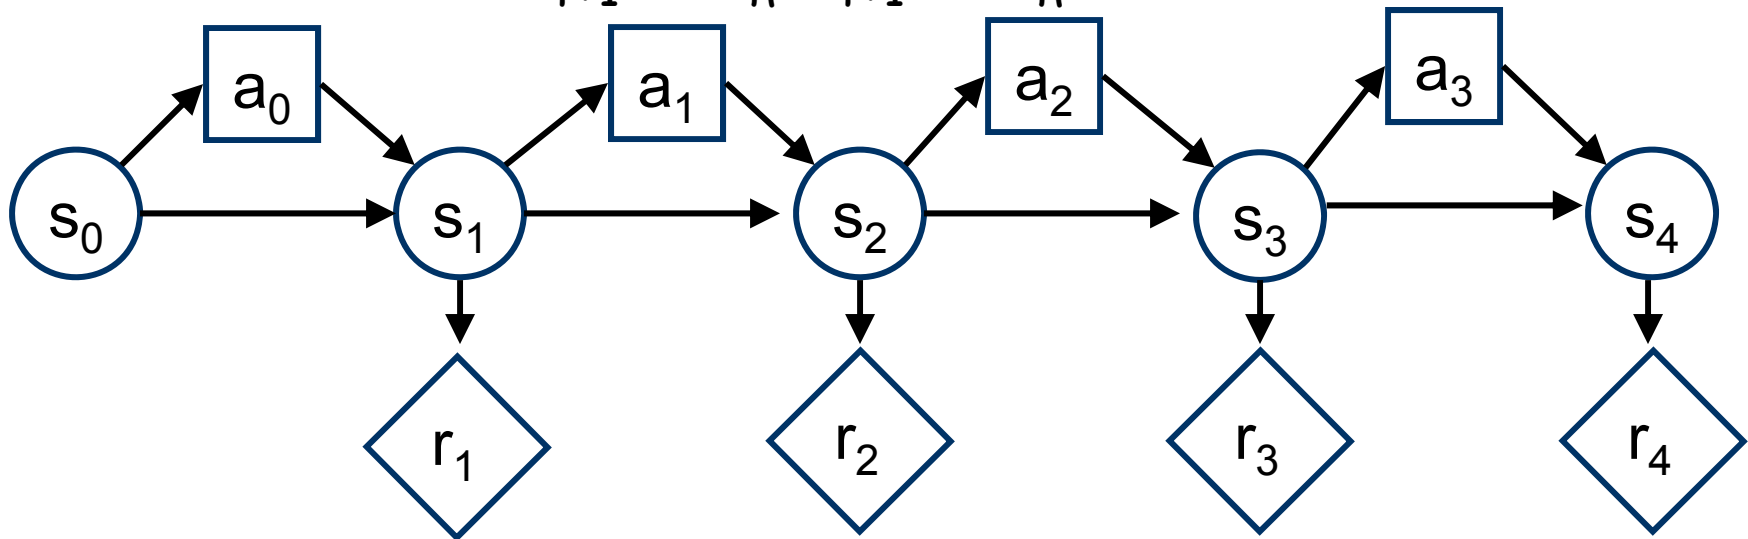 a₀ a₁ a₂ a₃
s₀ s₁ s₂ s₃ s₄
r₁ r₂ r₃ r₄